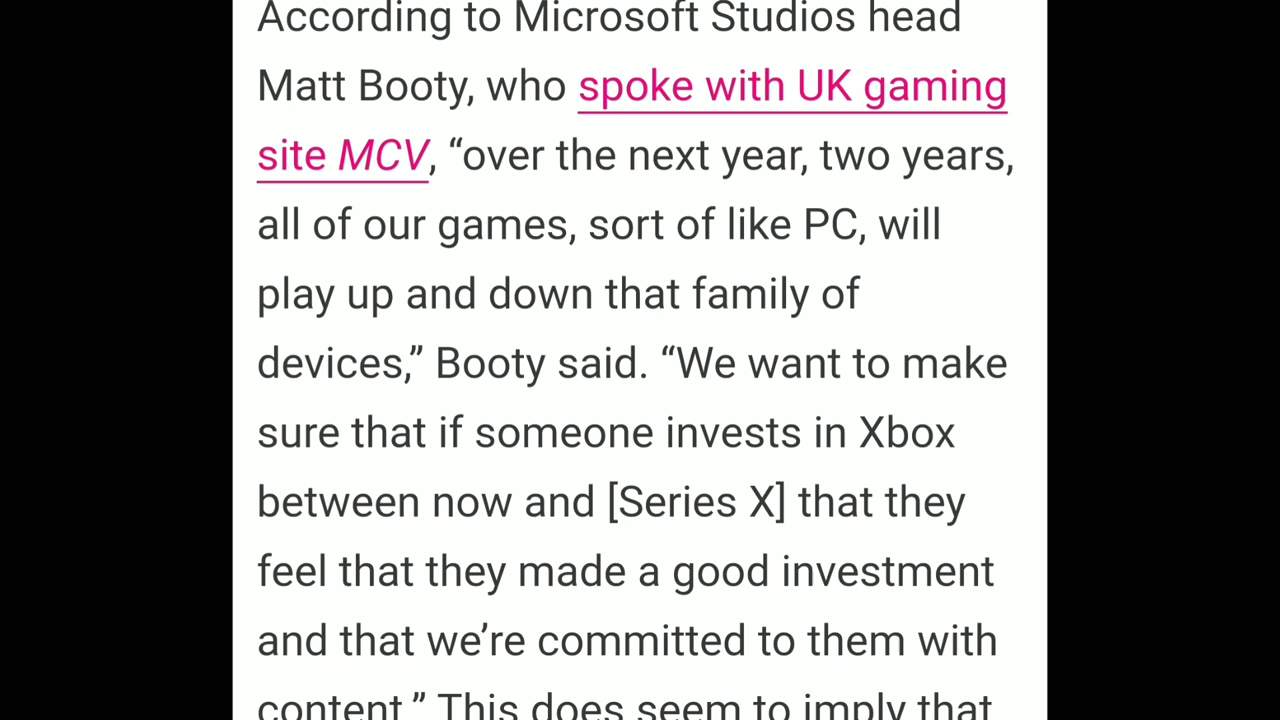 According to Microsoft Studios head
Matt Booty, who spoke with UK gaming
site MCV, “over the next year, two years,
all of our games, sort of like PC, will
play up and down that family of
devices,” Booty said. “We want to make
sure that if someone invests in Xbox
between now and [Series X] that they
feel that they made a good investment
and that we’re committed to them with
content.” This does seem to imply that